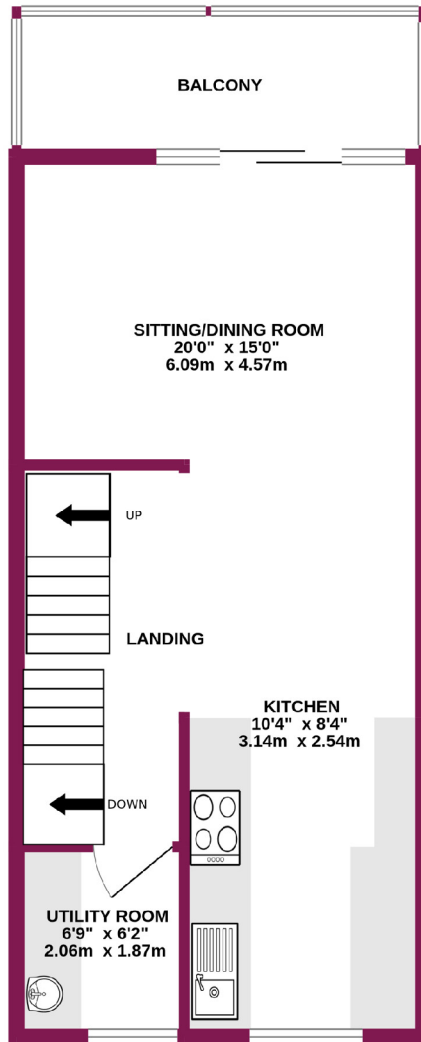 BALCONY
SITTING/DINING ROOM
20'0" x 15'0"
6.09m x 4.57m
UP
LANDING
KITCHEN
10'4" x 8'4"
3.14m x 2.54m
DOWN
UTILITY ROOM
6'9" x 6'2"
2.06m x 1.87m